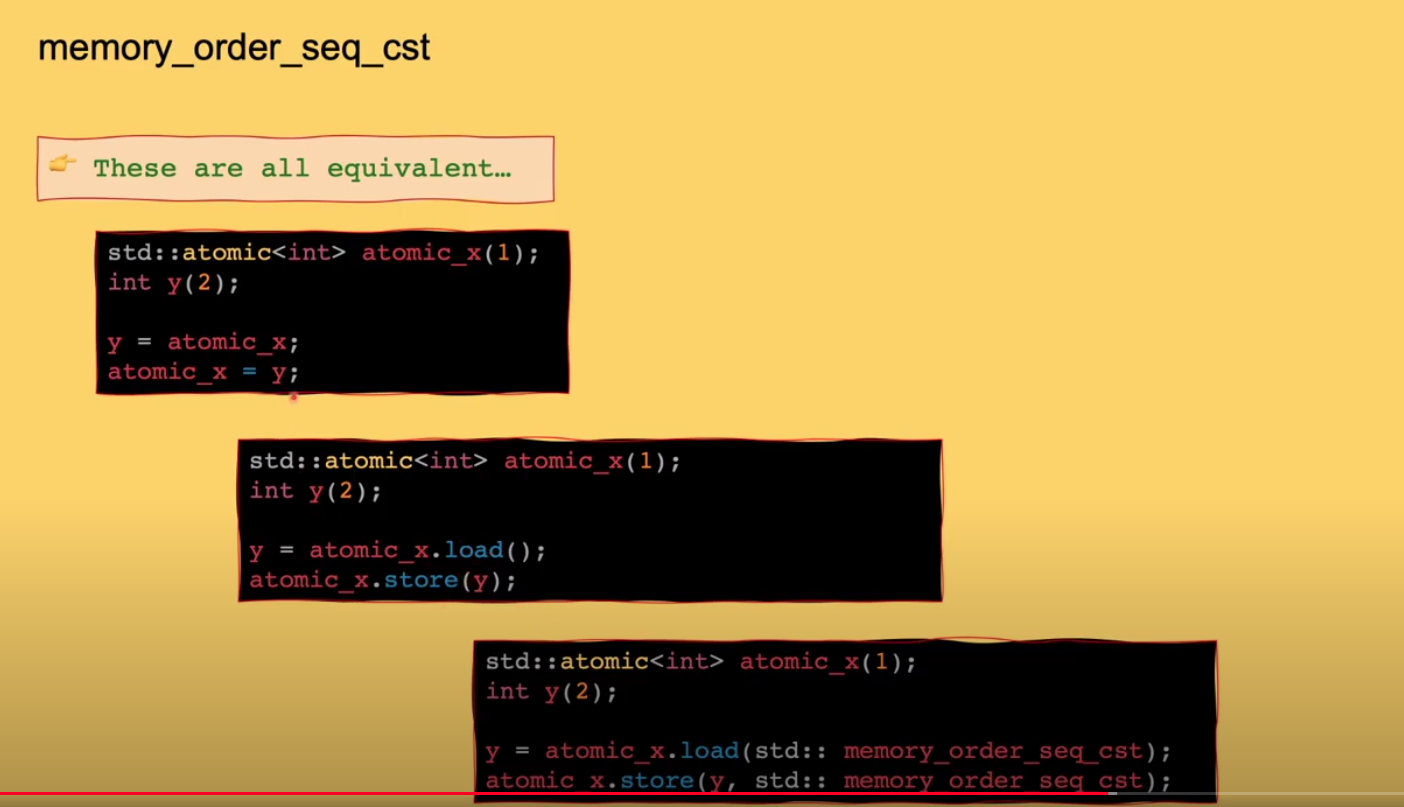 memory_order_seq_cst
👉 These are all equivalent…
std::atomic<int> atomic_x(1);
int y(2);
y = atomic_x;
atomic_x = y;
std::atomic<int> atomic_x(1);
int y(2);
y = atomic_x.load();
atomic_x.store(y);
std::atomic<int> atomic_x(1);
int y(2);
y = atomic_x.load(std:: memory_order_seq_cst);
atomic_x.store(y, std:: memory_order_seq_cst);